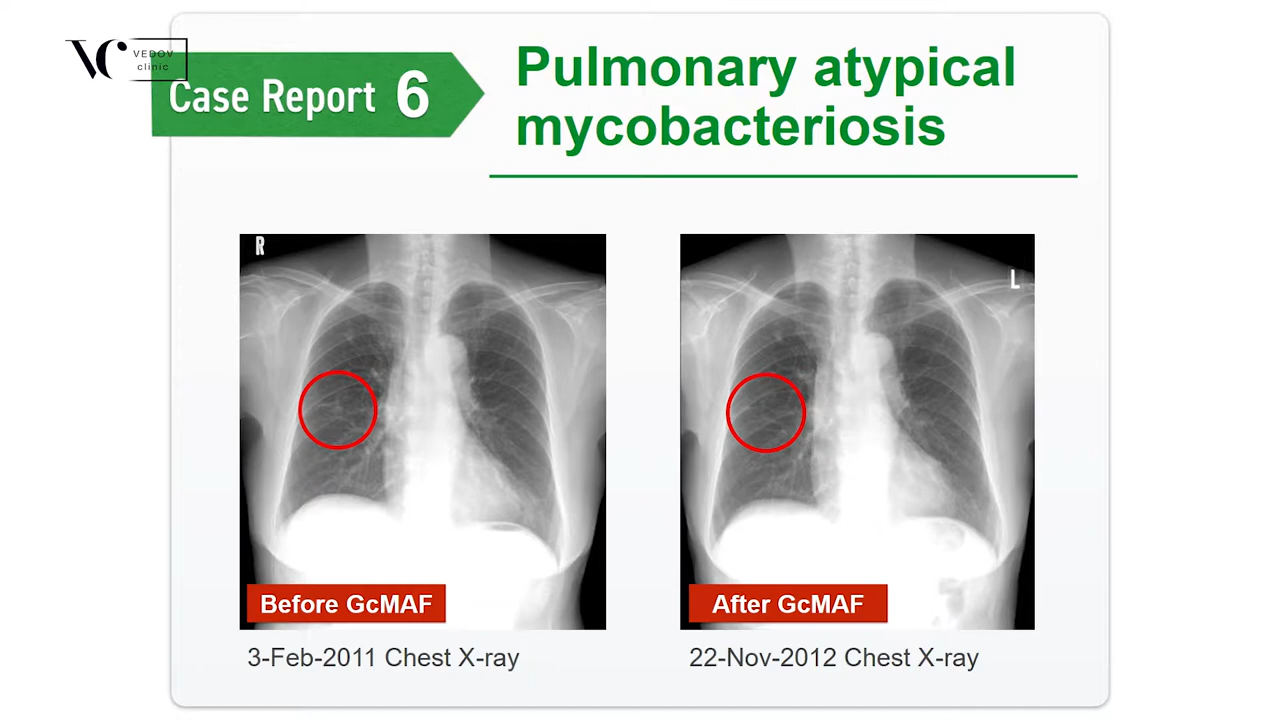 VC
VEDOV
clinic
Case Report 6
Pulmonary atypical
mycobacteriosis
R
L
Before GcMAF
After GcMAF
3-Feb-2011 Chest X-ray
22-Nov-2012 Chest X-ray